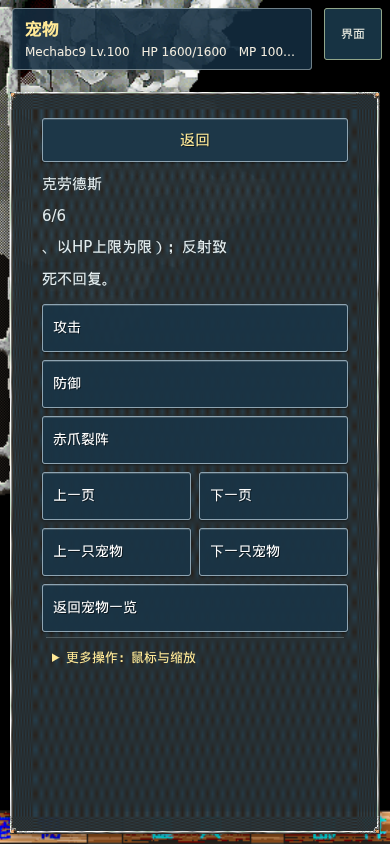 宠物
Mechabc9 Lv.100 HP 1600/1600 MP 100...
界面
返回
克劳德斯
6/6
、以HP上限为限）；反射致
死不回复。
攻击
防御
赤爪裂阵
上一页
下一页
上一只宠物
下一只宠物
返回宠物一览
▶ 更多操作：鼠标与缩放